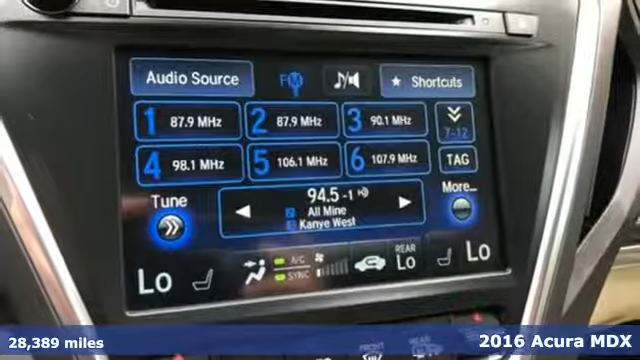 Audio Source
FM
Shortcuts
1 87.9 MHz
2 87.9 MHz
3 90.1 MHz
7-12
4 98.1 MHz
5 106.1 MHz
6 107.9 MHz
TAG
Tune
94.5-1
More...
All Mine
Kanye West
Lo
A/C
SYNC
REAR
Lo
Lo
FRONT
REAR
28,389 miles
2016 Acura MDX